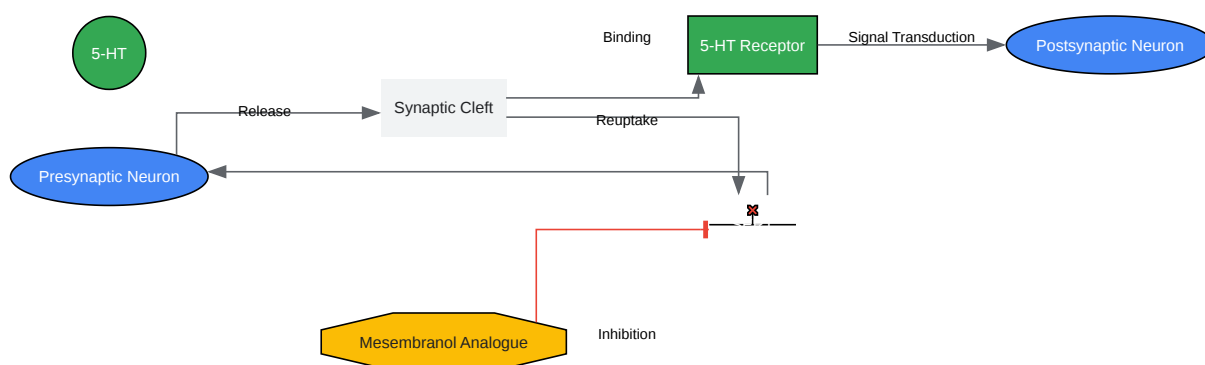 5-HT
Binding
5-HT Receptor
Signal Transduction
Postsynaptic Neuron
Release
Synaptic Cleft
Reuptake
Presynaptic Neuron
Mesembranol Analogue
Inhibition